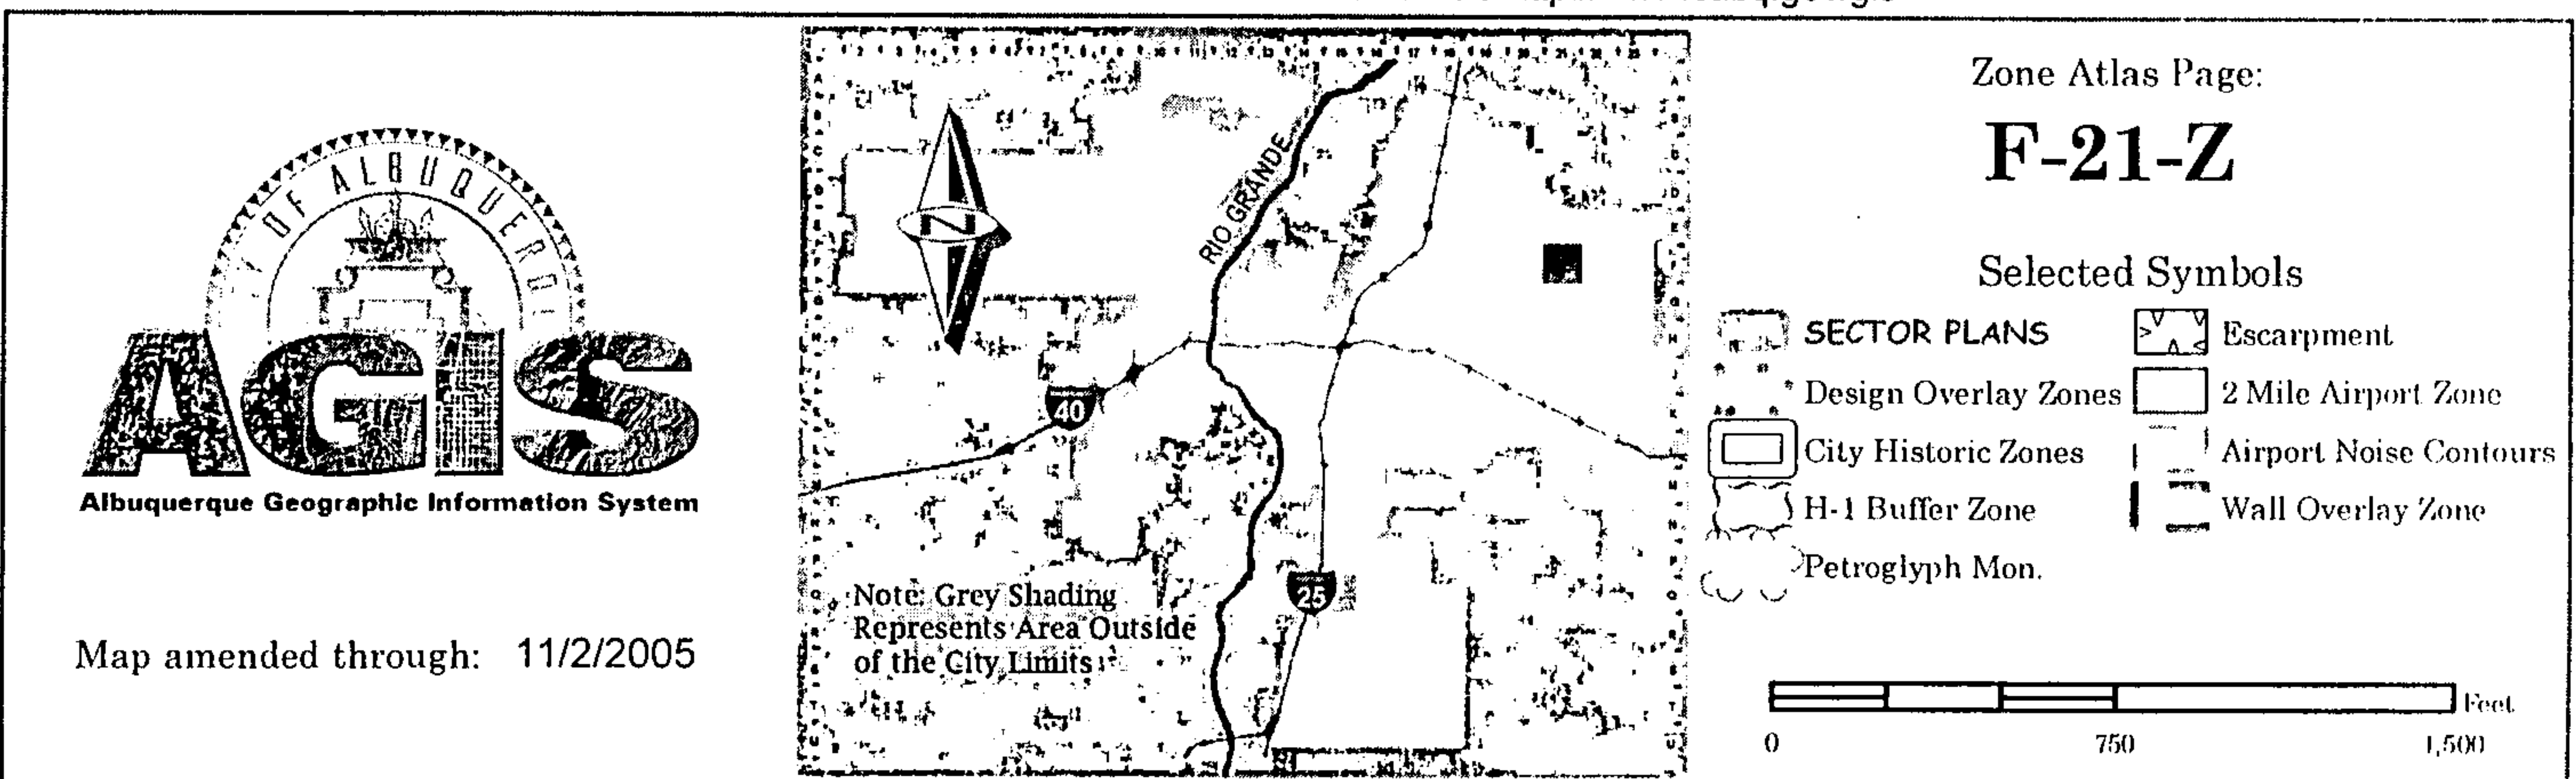 OF ALBUQUERQUE
AGIS
Albuquerque Geographic Information System
Map amended through: 11/2/2005
RIO GRANDE
40
25
Note: Grey Shading
Represents Area Outside
of the City Limits
Zone Atlas Page:
F-21-Z
Selected Symbols
SECTOR PLANS
Design Overlay Zones
City Historic Zones
H-1 Buffer Zone
Petroglyph Mon.
Escarpment
2 Mile Airport Zone
Airport Noise Contours
Wall Overlay Zone
Feet
0 750 1,500